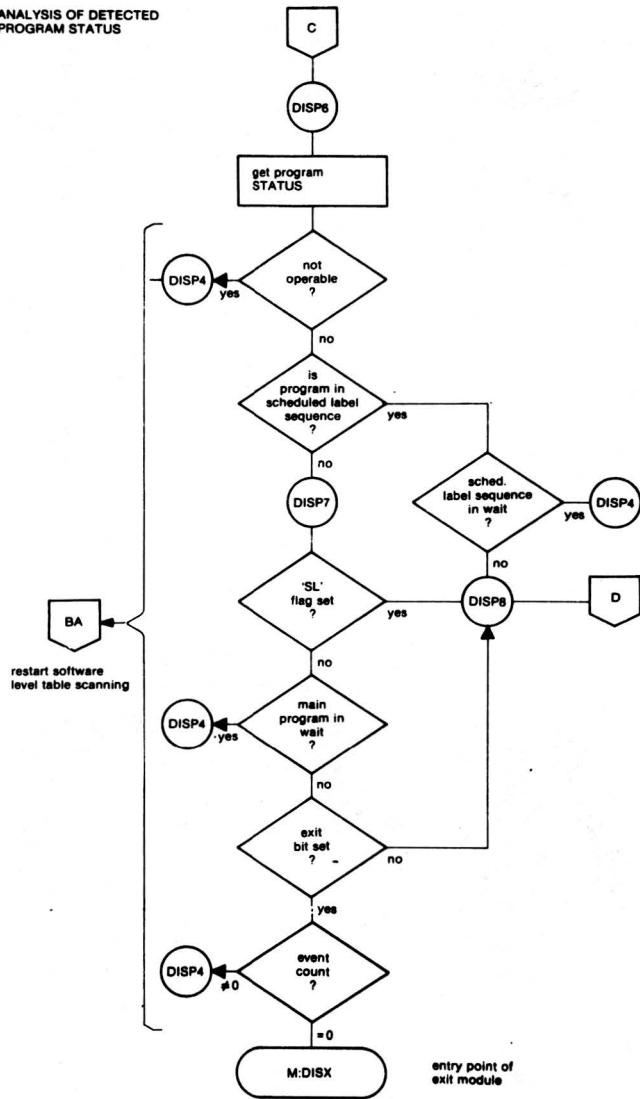 ANALYSIS OF DETECTED
PROGRAM STATUS
C
DISP6
get program
STATUS
not
operable
?
DISP4
yes
no
is
program in
scheduled label
sequence
?
yes
no
sched.
label sequence
in wait
?
yes
DISP4
no
DISP7
'SL'
flag set
?
yes
DISP8
D
no
BA
restart software
level table scanning
main
program in
wait
?
DISP4
yes
no
exit
bit set
?
no
yes
event
count
?
DISP4
≠0
=0
M:DISX
entry point of
exit module